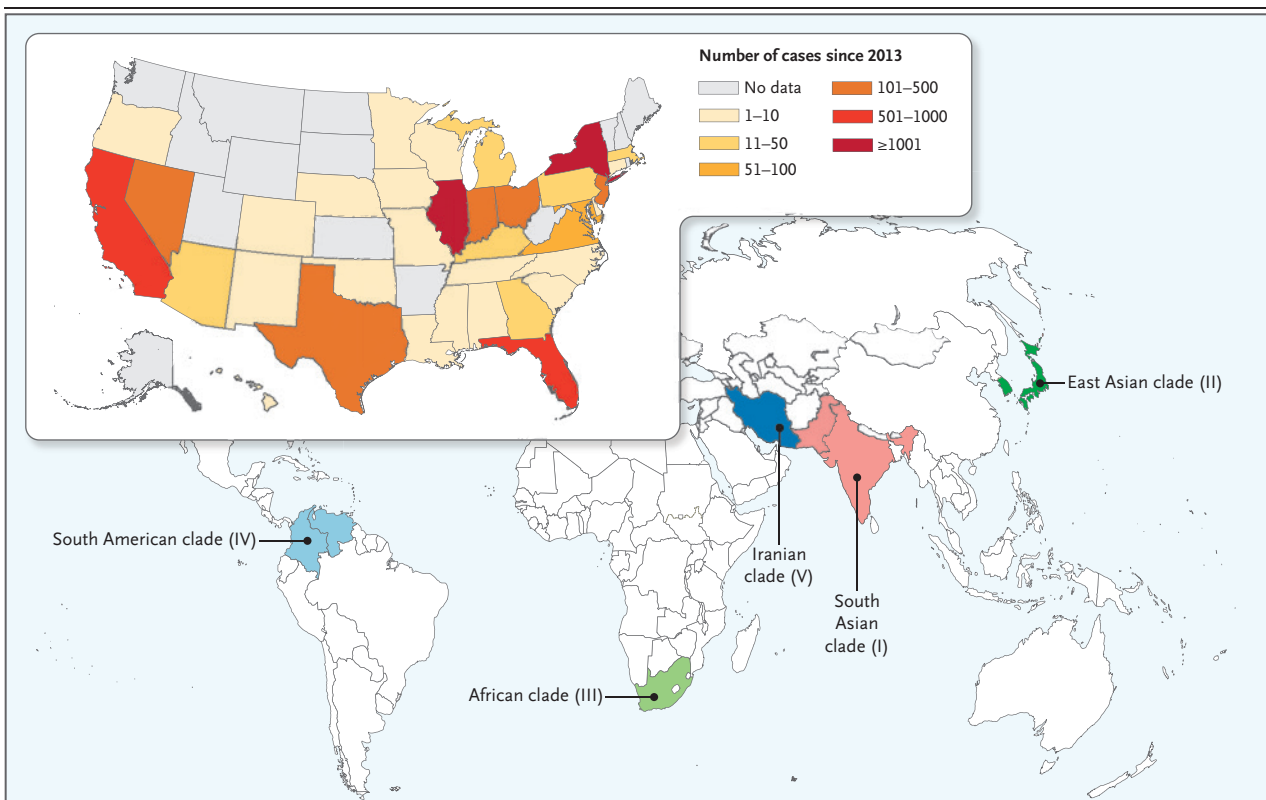 Number of cases since 2013
No data
1–10
11–50
51–100
101–500
501–1000
≥1001
East Asian clade (II)
South American clade (IV)
Iranian
clade (V)
South
Asian
clade (I)
African clade (III)